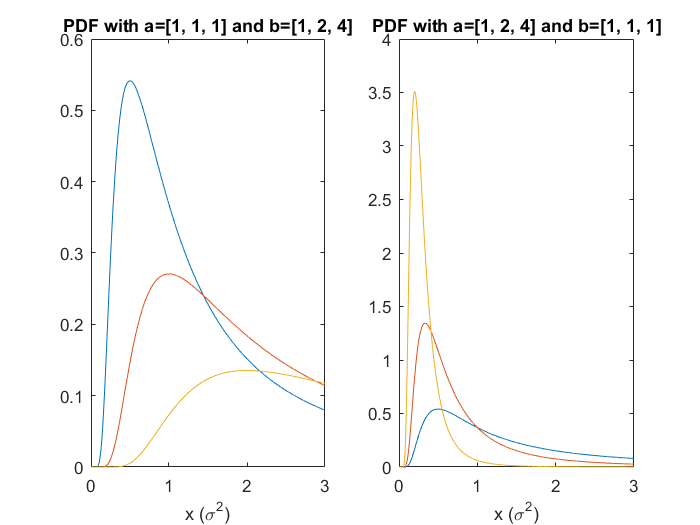 PDF with a=[1, 1, 1] and b=[1, 2, 4]
0.6
0.5
0.4
0.3
0.2
0.1
0
0 1 2 3
x (σ²)
PDF with a=[1, 2, 4] and b=[1, 1, 1]
4
3.5
3
2.5
2
1.5
1
0.5
0
0 1 2 3
x (σ²)